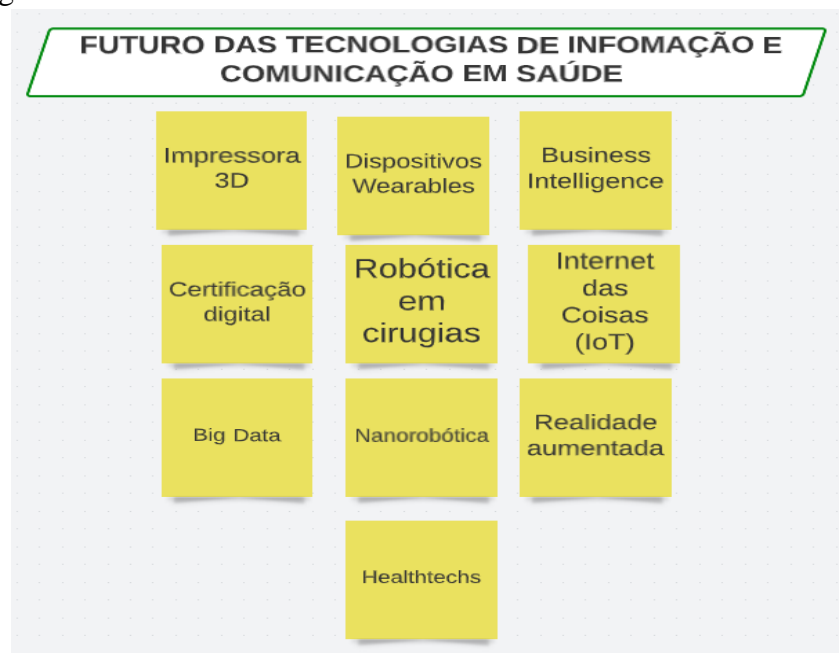 FUTURO DAS TECNOLOGIAS DE INFOMAÇÃO E
COMUNICAÇÃO EM SAÚDE
Impressora
3D
Dispositivos
Wearables
Business
Intelligence
Certificação
digital
Robótica
em
cirugias
Internet
das
Coisas
(IoT)
Big Data
Nanorobótica
Realidade
aumentada
Healthtechs